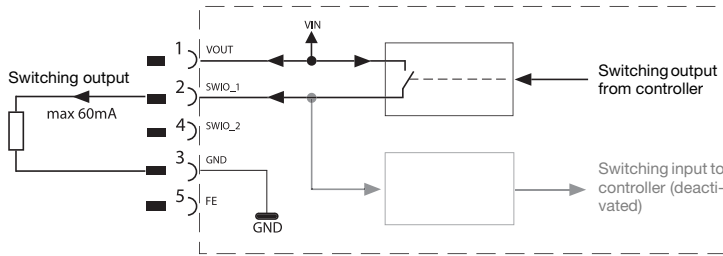 VIN
1 VOUT
Switching output
2 SWIO_1
max 60mA
4 SWIO_2
3 GND
5 FE
GND
Switching output
from controller
Switching input to
controller (deacti-
vated)